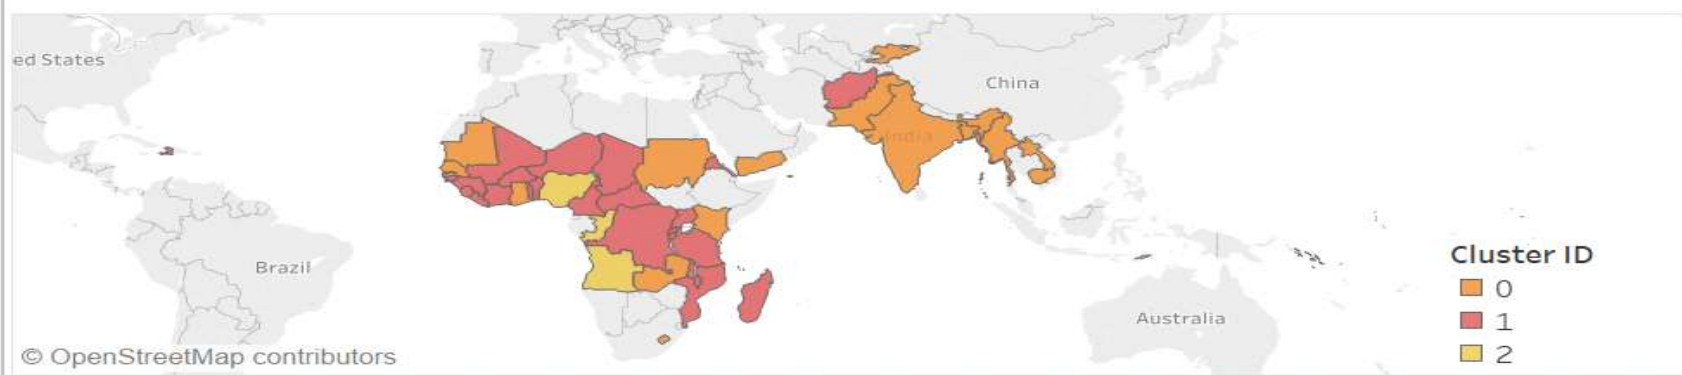 ed States
China
India
Brazil
Australia
Cluster ID
0
1
2
© OpenStreetMap contributors